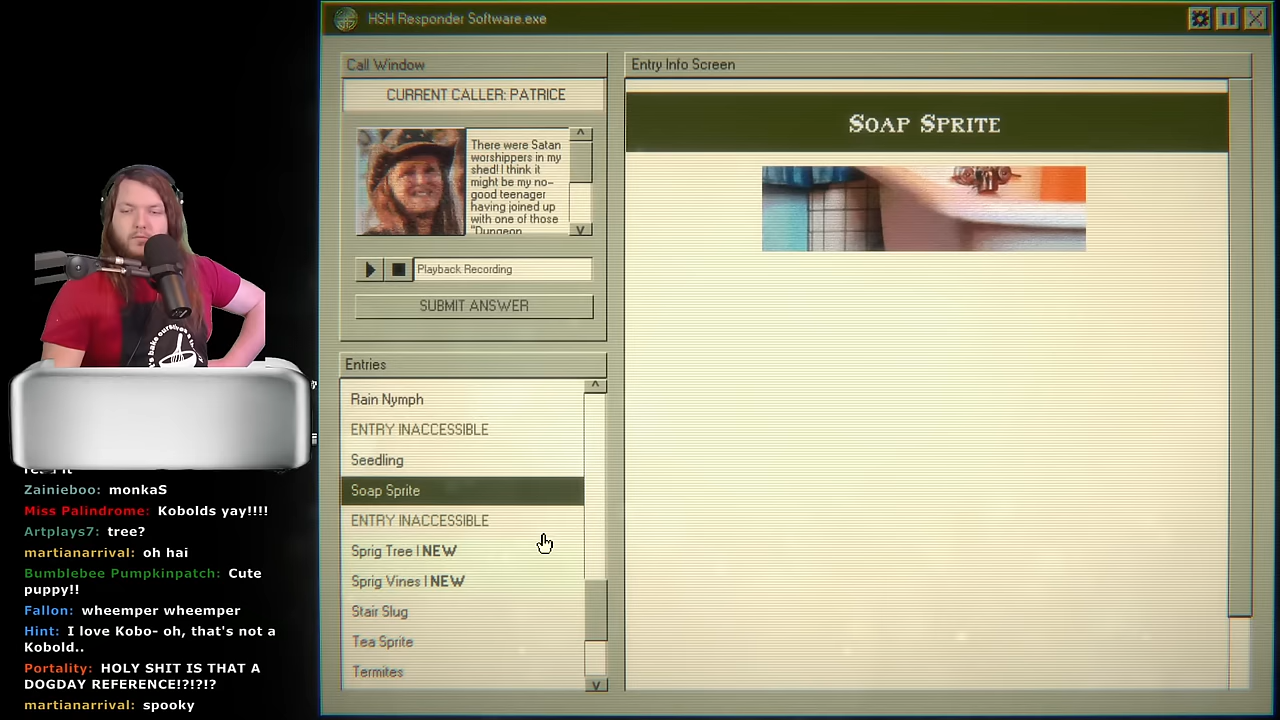 HSH Responder Software.exe
Call Window
CURRENT CALLER: PATRICE
There were Satan
worshippers in my
shed! I think it
might be my no-
good teenager
having joined up
with one of those
"Dungeon
Playback Recording
SUBMIT ANSWER
Entries
Rain Nymph
ENTRY INACCESSIBLE
Seedling
Soap Sprite
ENTRY INACCESSIBLE
Sprig Tree | NEW
Sprig Vines | NEW
Stair Slug
Tea Sprite
Termites
Entry Info Screen
Soap Sprite
Zainieboo: monkaS
Miss Palindrome: Kobolds yay!!!!
Artplays7: tree?
martianarrival: oh hai
Bumblebee Pumpkinpatch: Cute
puppy!!
Fallon: wheemper wheemper
Hint: I love Kobo- oh, that's not a
Kobold..
Portality: HOLY SHIT IS THAT A
DOGDAY REFERENCE!?!?!?
martianarrival: spooky